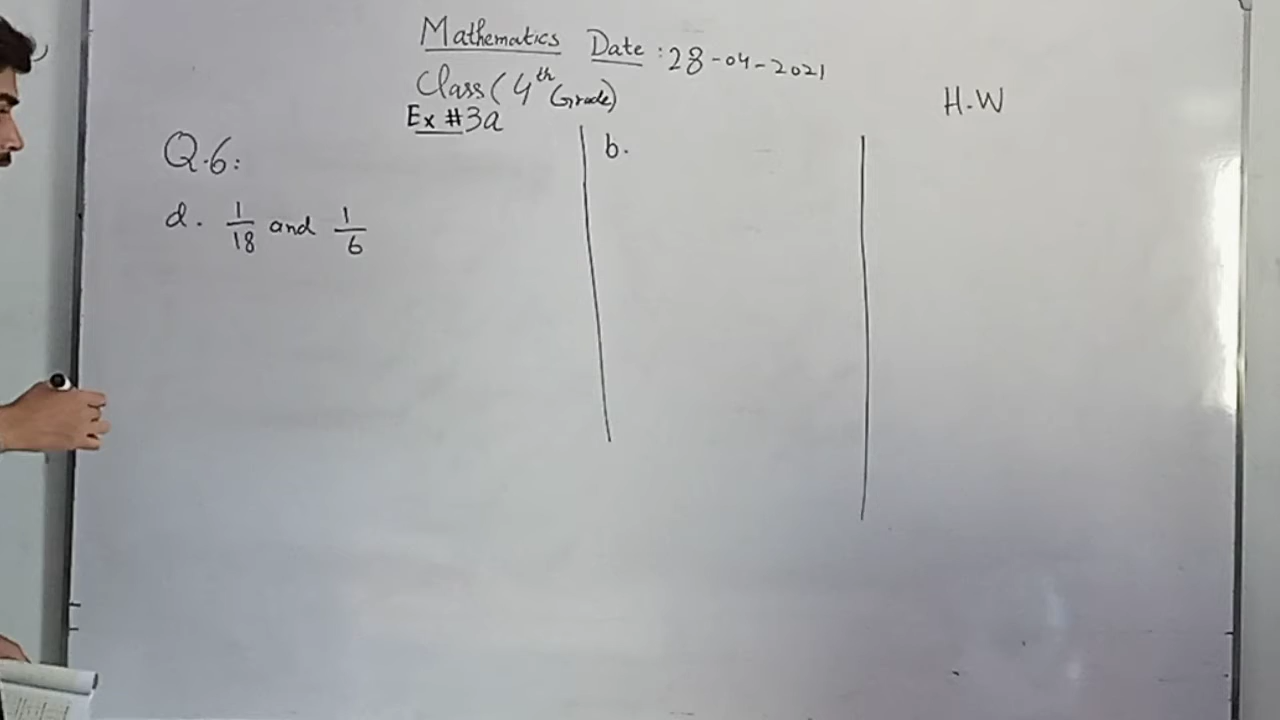 Mathematics Date : 28-04-2021
Class (4th Grade)
Ex #3a
H.W
Q.6:
d. 1/18 and 1/6
b.